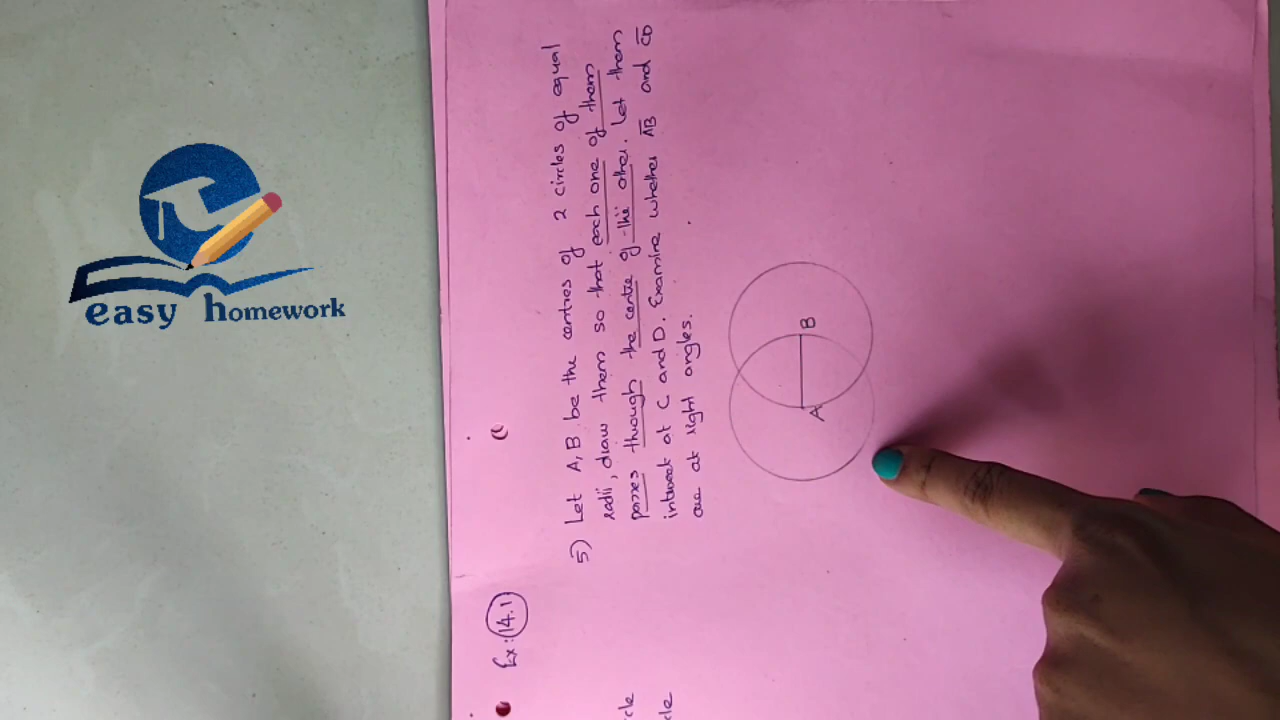 easy homework
Ex: 14.1
5) Let A, B be the centres of 2 circles of equal
radii, draw them so that each one of them
passes through the centre of the other. Let them
intersect at C and D. Examine whether AB and CD
are at right angles.
A
B
cle
cle